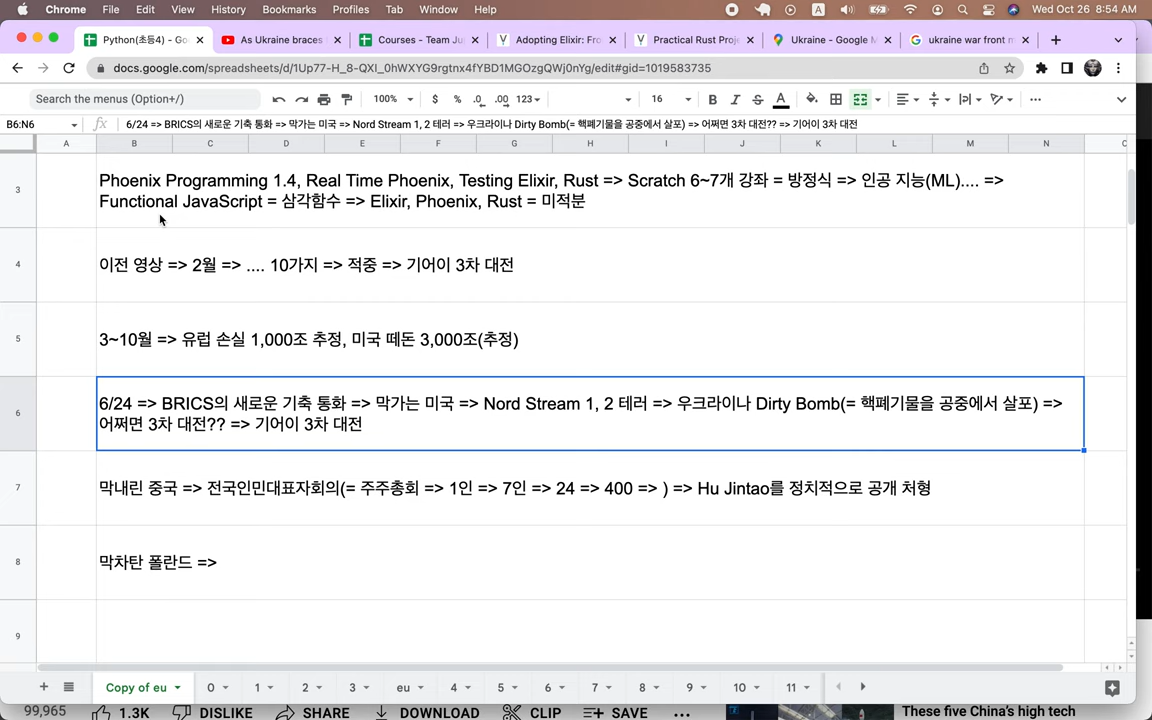 Chrome File Edit View History Bookmarks Profiles Tab Window Help Wed Oct 26 8:54 AM
Python(초등4) - Go As Ukraine braces Courses - Team Ju Adopting Elixir: Fro Practical Rust Proj Ukraine - Google M ukraine war front m
docs.google.com/spreadsheets/d/1Up77-H_8-QXI_0hWXYG9rgtnx4fYBD1MGOzgQWj0nYg/edit#gid=1019583735
Search the menus (Option+/) 100% $ % .0 .00 123 16 B I S A
B6:N6 fx 6/24 => BRICS의 새로운 기축 통화 => 막가는 미국 => Nord Stream 1, 2 테러 => 우크라이나 Dirty Bomb(= 핵폐기물을 공중에서 살포) => 어쩌면 3차 대전?? => 기어이 3차 대전
A B C D E F G H I J K L M N
3 Phoenix Programming 1.4, Real Time Phoenix, Testing Elixir, Rust => Scratch 6~7개 강좌 = 방정식 => 인공 지능(ML).... =>
Functional JavaScript = 삼각함수 => Elixir, Phoenix, Rust = 미적분
4 이전 영상 => 2월 => .... 10가지 => 적중 => 기어이 3차 대전
5 3~10월 => 유럽 손실 1,000조 추정, 미국 떼돈 3,000조(추정)
6 6/24 => BRICS의 새로운 기축 통화 => 막가는 미국 => Nord Stream 1, 2 테러 => 우크라이나 Dirty Bomb(= 핵폐기물을 공중에서 살포) =>
어쩌면 3차 대전?? => 기어이 3차 대전
7 막내린 중국 => 전국인민대표자회의(= 주주총회 => 1인 => 7인 => 24 => 400 => ) => Hu Jintao를 정치적으로 공개 처형
8 막차탄 폴란드 =>
9
Copy of eu 0 1 2 3 eu 4 5 6 7 8 9 10 11
99,965 1.3K DISLIKE SHARE DOWNLOAD CLIP SAVE These five China's high tech